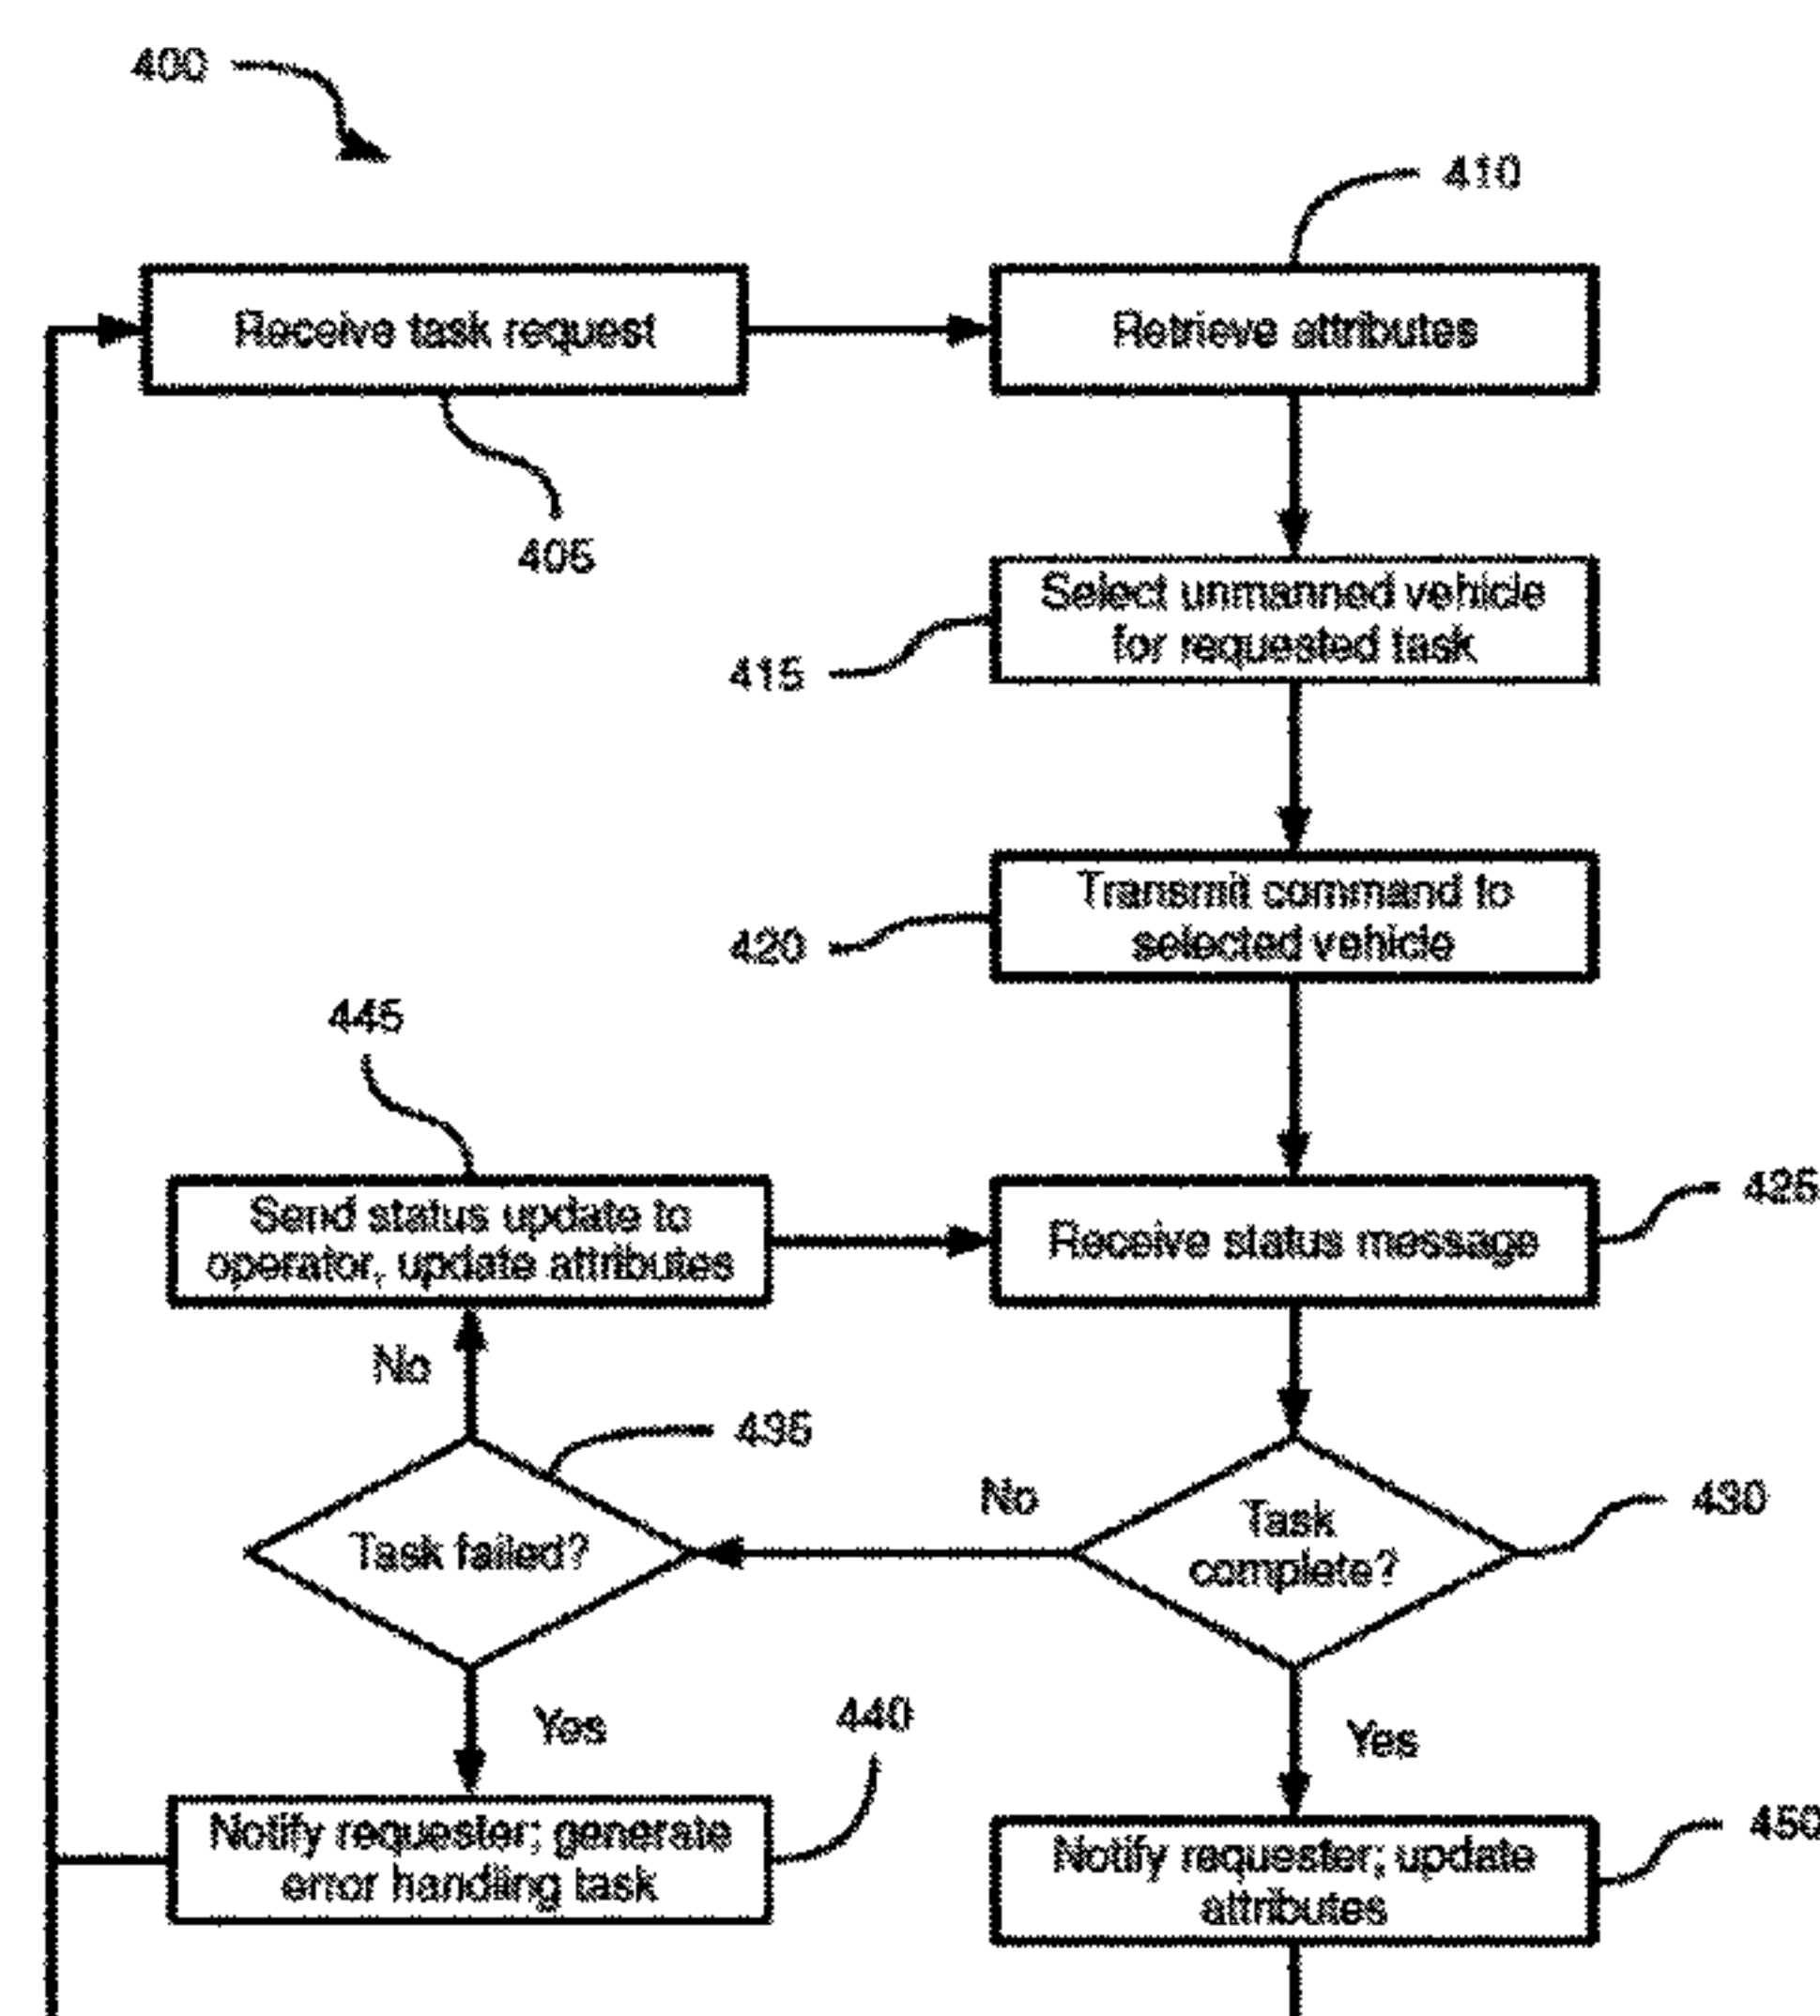 400
410
Receive task request
Retrieve attributes
405
Select unmanned vehicle
for requested task
415
Transmit command to
selected vehicle
420
445
Send status update to
operator, update attributes
Receive status message
425
No
435
Task failed?
No
Task
complete?
430
Yes
440
Yes
Notify requester; generate
error handling task
Notify requester; update
attributes
450